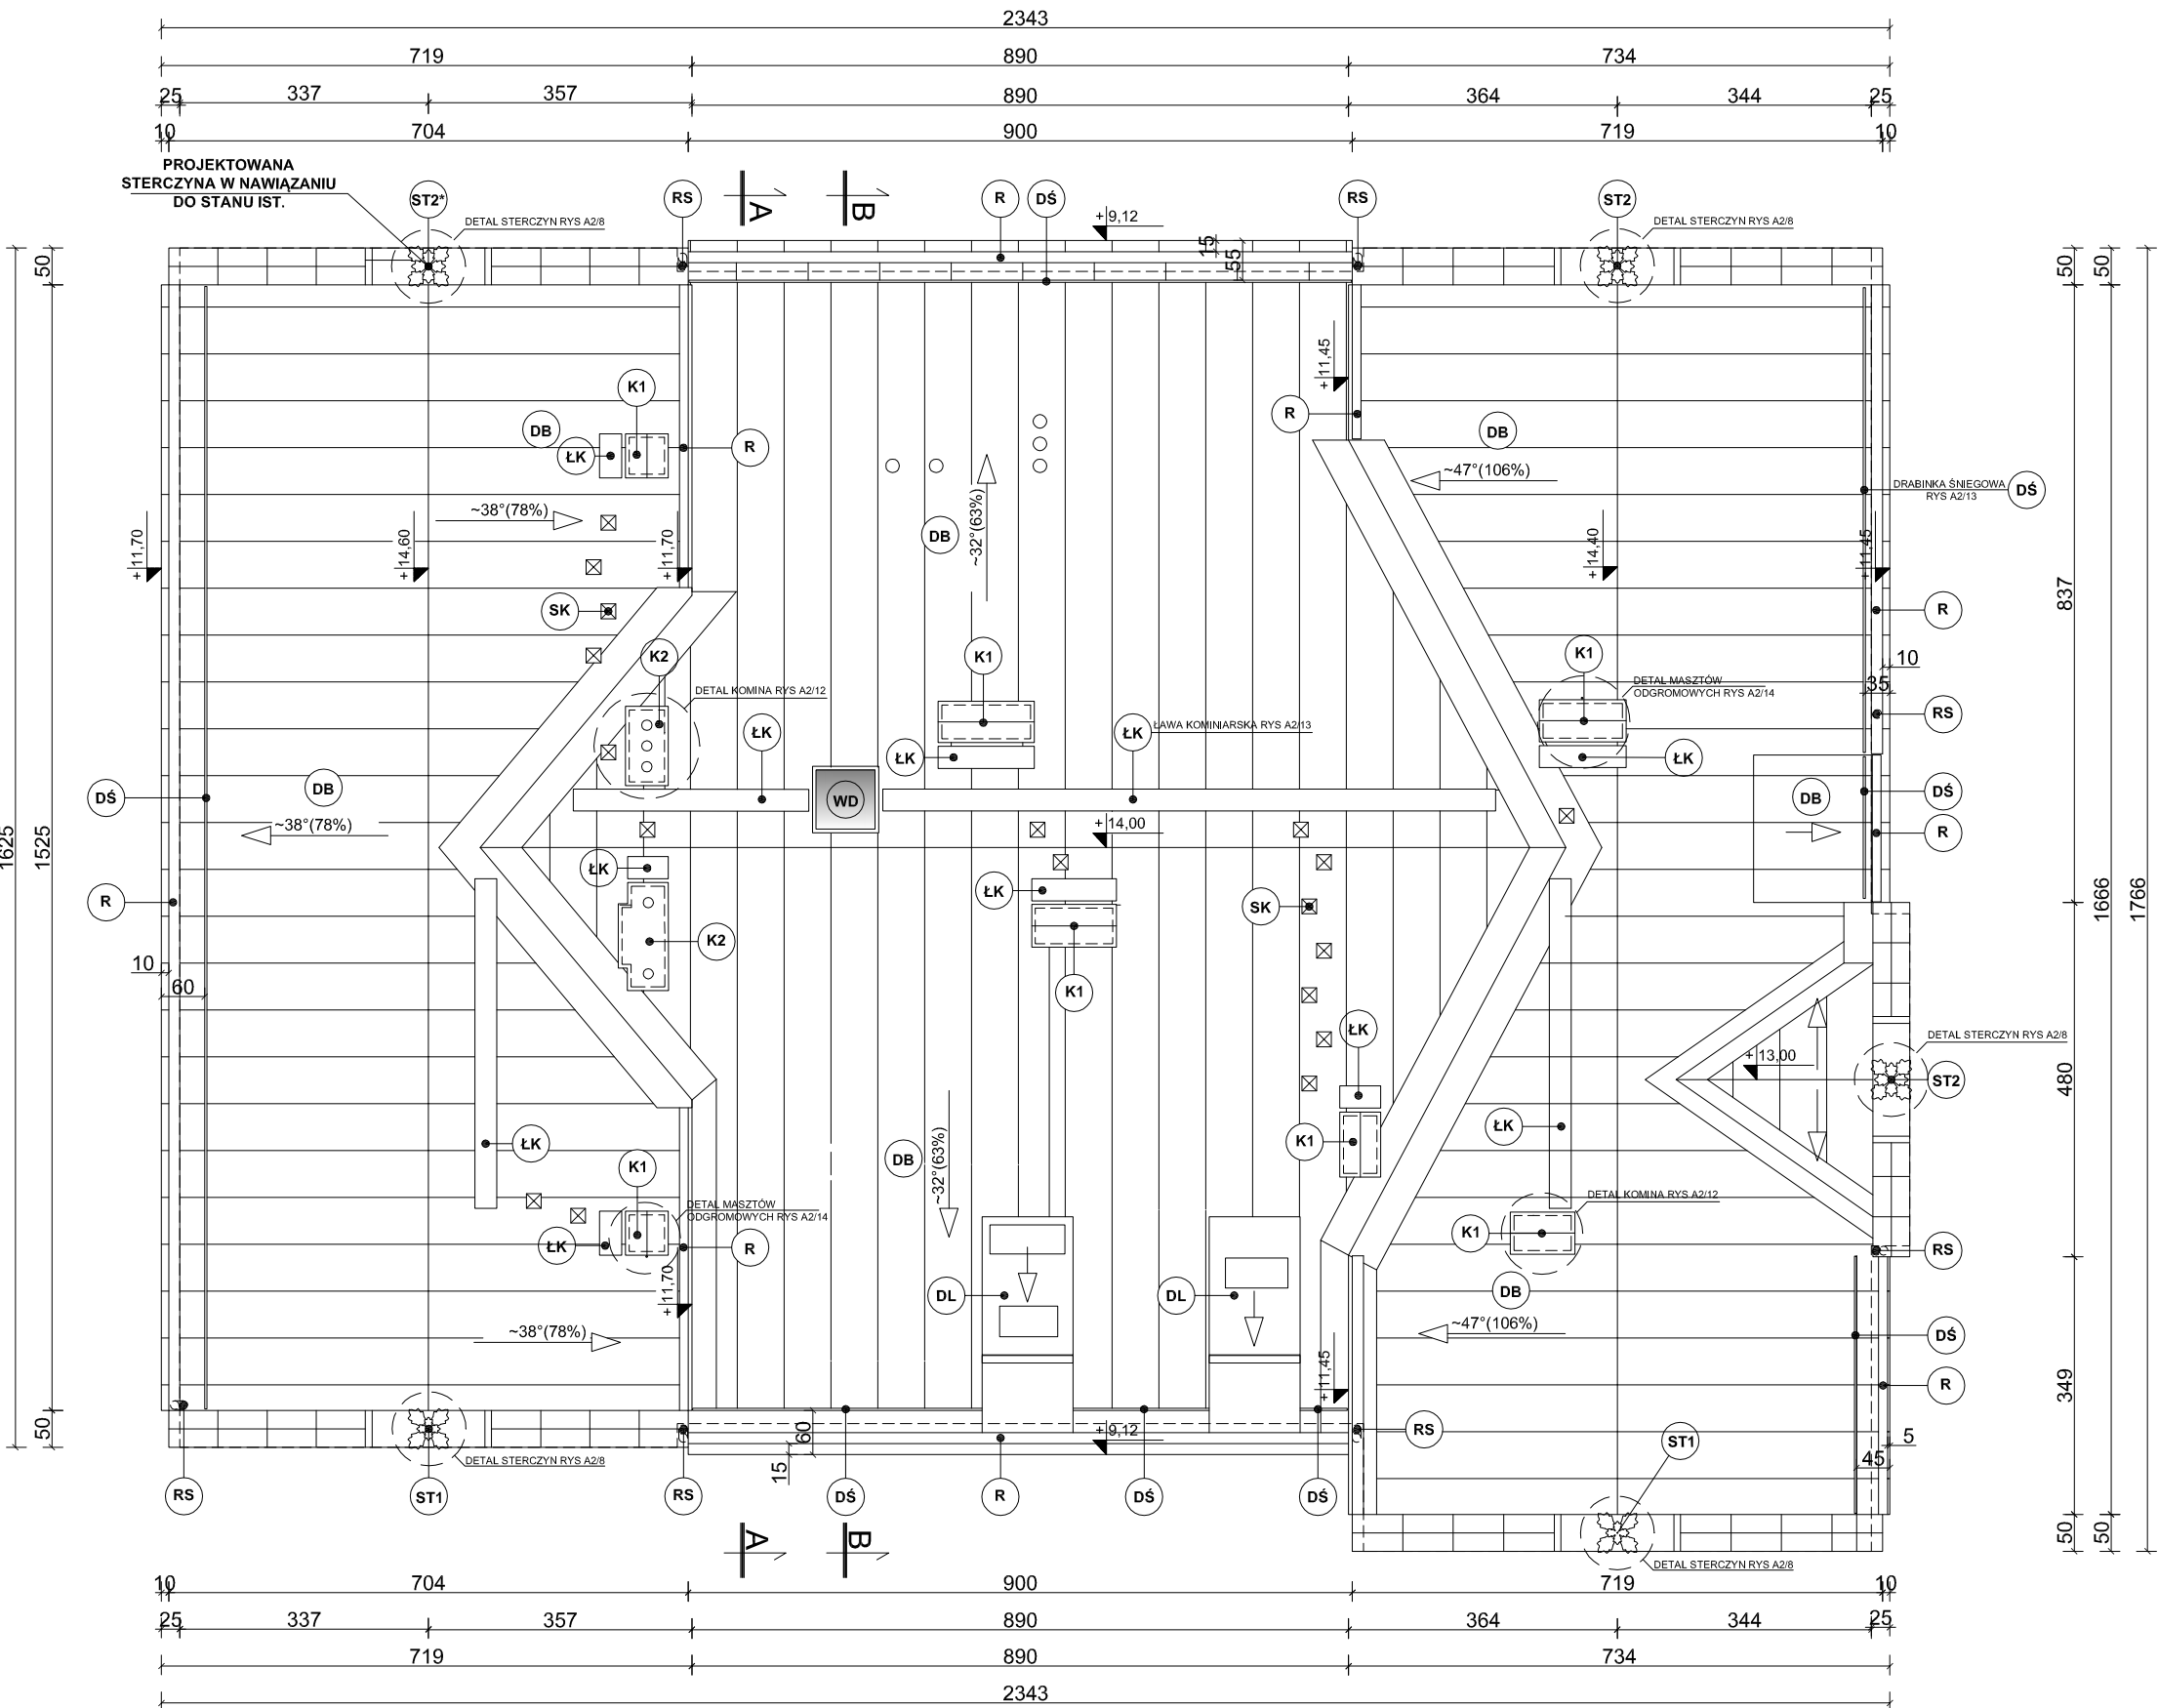 2343
719 890 734
25 337 357 890 364 344 25
10 704 900 719 10
PROJEKTOWANA
STERCZYNA W NAWIĄZANIU
DO STANU IST.
ST2*
DETAL STERCZYN RYS A2/8
RS
A
B
R
DŚ
+9,12
15
55
RS
ST2
DETAL STERCZYN RYS A2/8
50
50
50
K1
DB
ŁK
R
+11,45
R
DB
~47°(106%)
DRABINKA ŚNIEGOWA
RYS A2/13
DŚ
~38°(78%)
+11,70
+14,60
+11,70
DB
~32°(63%)
+14,40
+11,45
837
SK
R
K2
K1
K1
10
DETAL KOMINA RYS A2/12
DETAL MASZTÓW
ODGROMOWYCH RYS A2/14
35
RS
ŁK
ŁK
ŁAWA KOMINIARSKA RYS A2/13
ŁK
ŁK
DŚ
DB
WD
DB
DŚ
~38°(78%)
+14,00
R
1625
1525
ŁK
ŁK
R
SK
1666
1766
K2
10
60
K1
ŁK
DETAL STERCZYN RYS A2/8
+13,00
ST2
480
ŁK
K1
ŁK
DB
~32°(63%)
K1
DETAL MASZTÓW
ODGROMOWYCH RYS A2/14
DETAL KOMINA RYS A2/12
ŁK
R
K1
RS
+11,70
DL
DL
DB
~38°(78%)
~47°(106%)
DŚ
+11,45
R
349
50
60
+9,12
RS
ST1
5
45
15
DETAL STERCZYN RYS A2/8
RS
ST1
RS
DŚ
R
DŚ
DŚ
50
50
A
B
DETAL STERCZYN RYS A2/8
10 704 900 719 10
25 337 357 890 364 344 25
719 890 734
2343